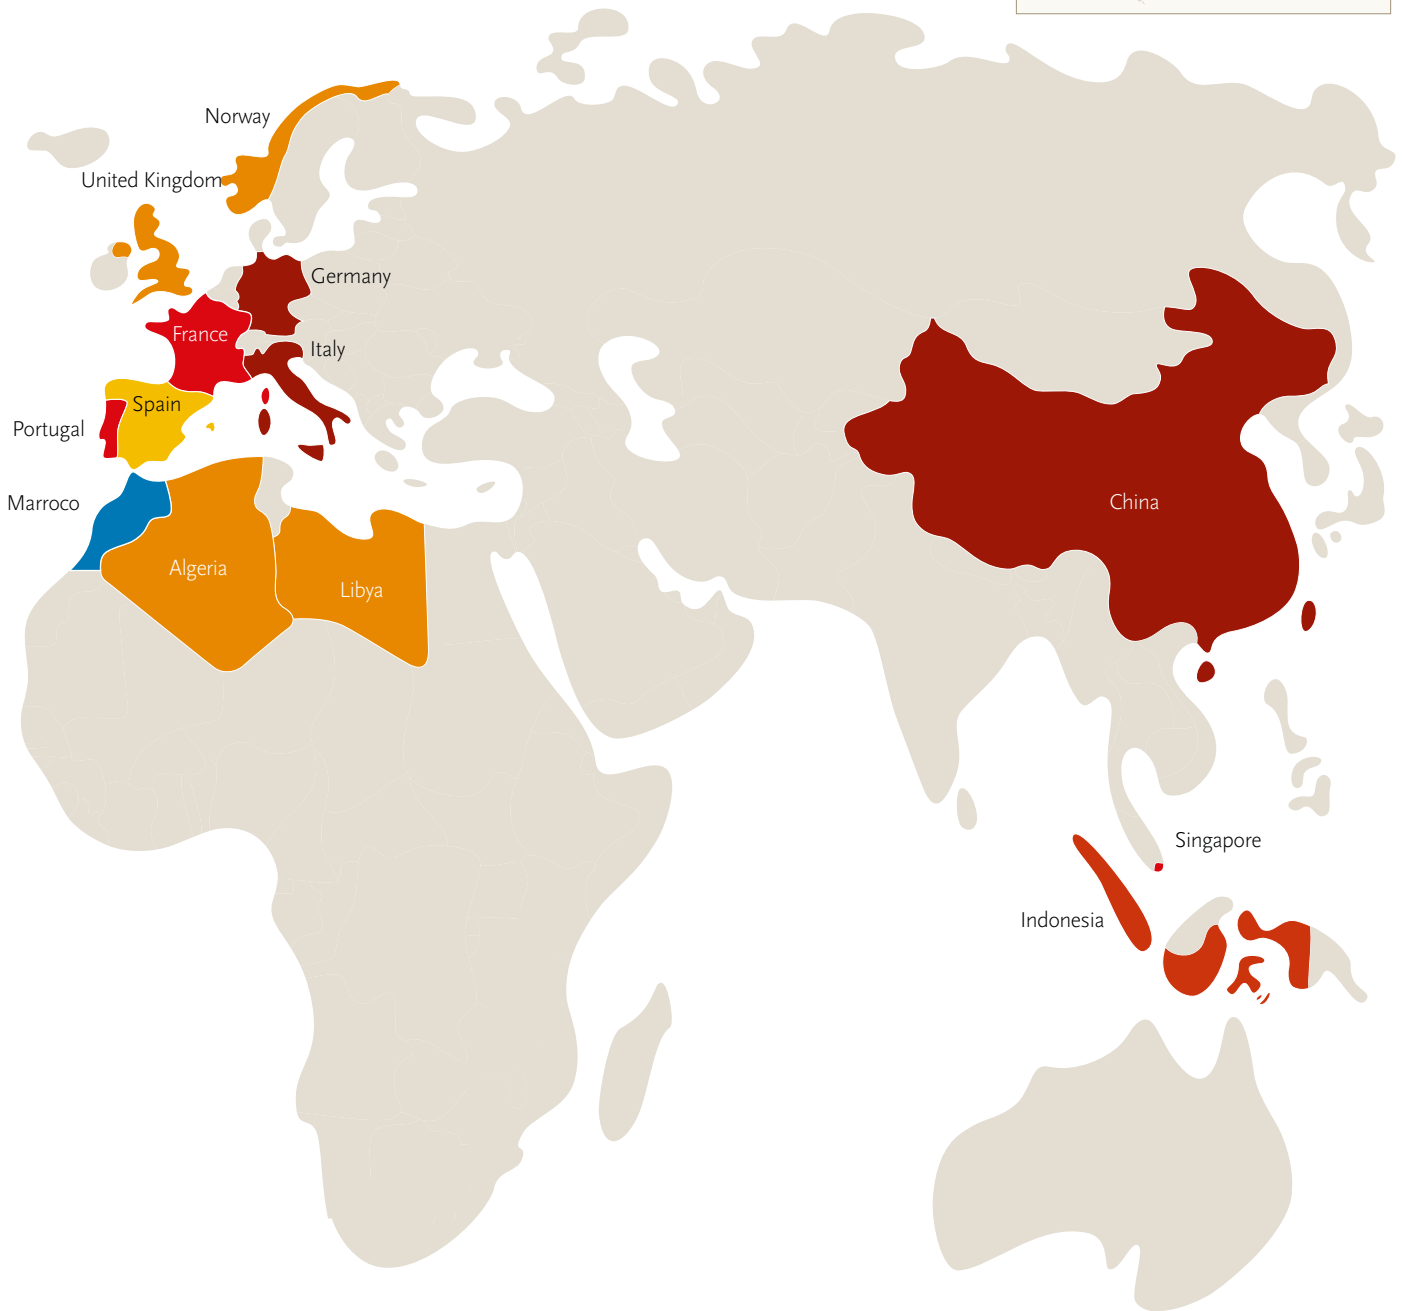 Norway
United Kingdom
Germany
France
Italy
Spain
Portugal
Marroco
China
Algeria
Libya
Singapore
Indonesia